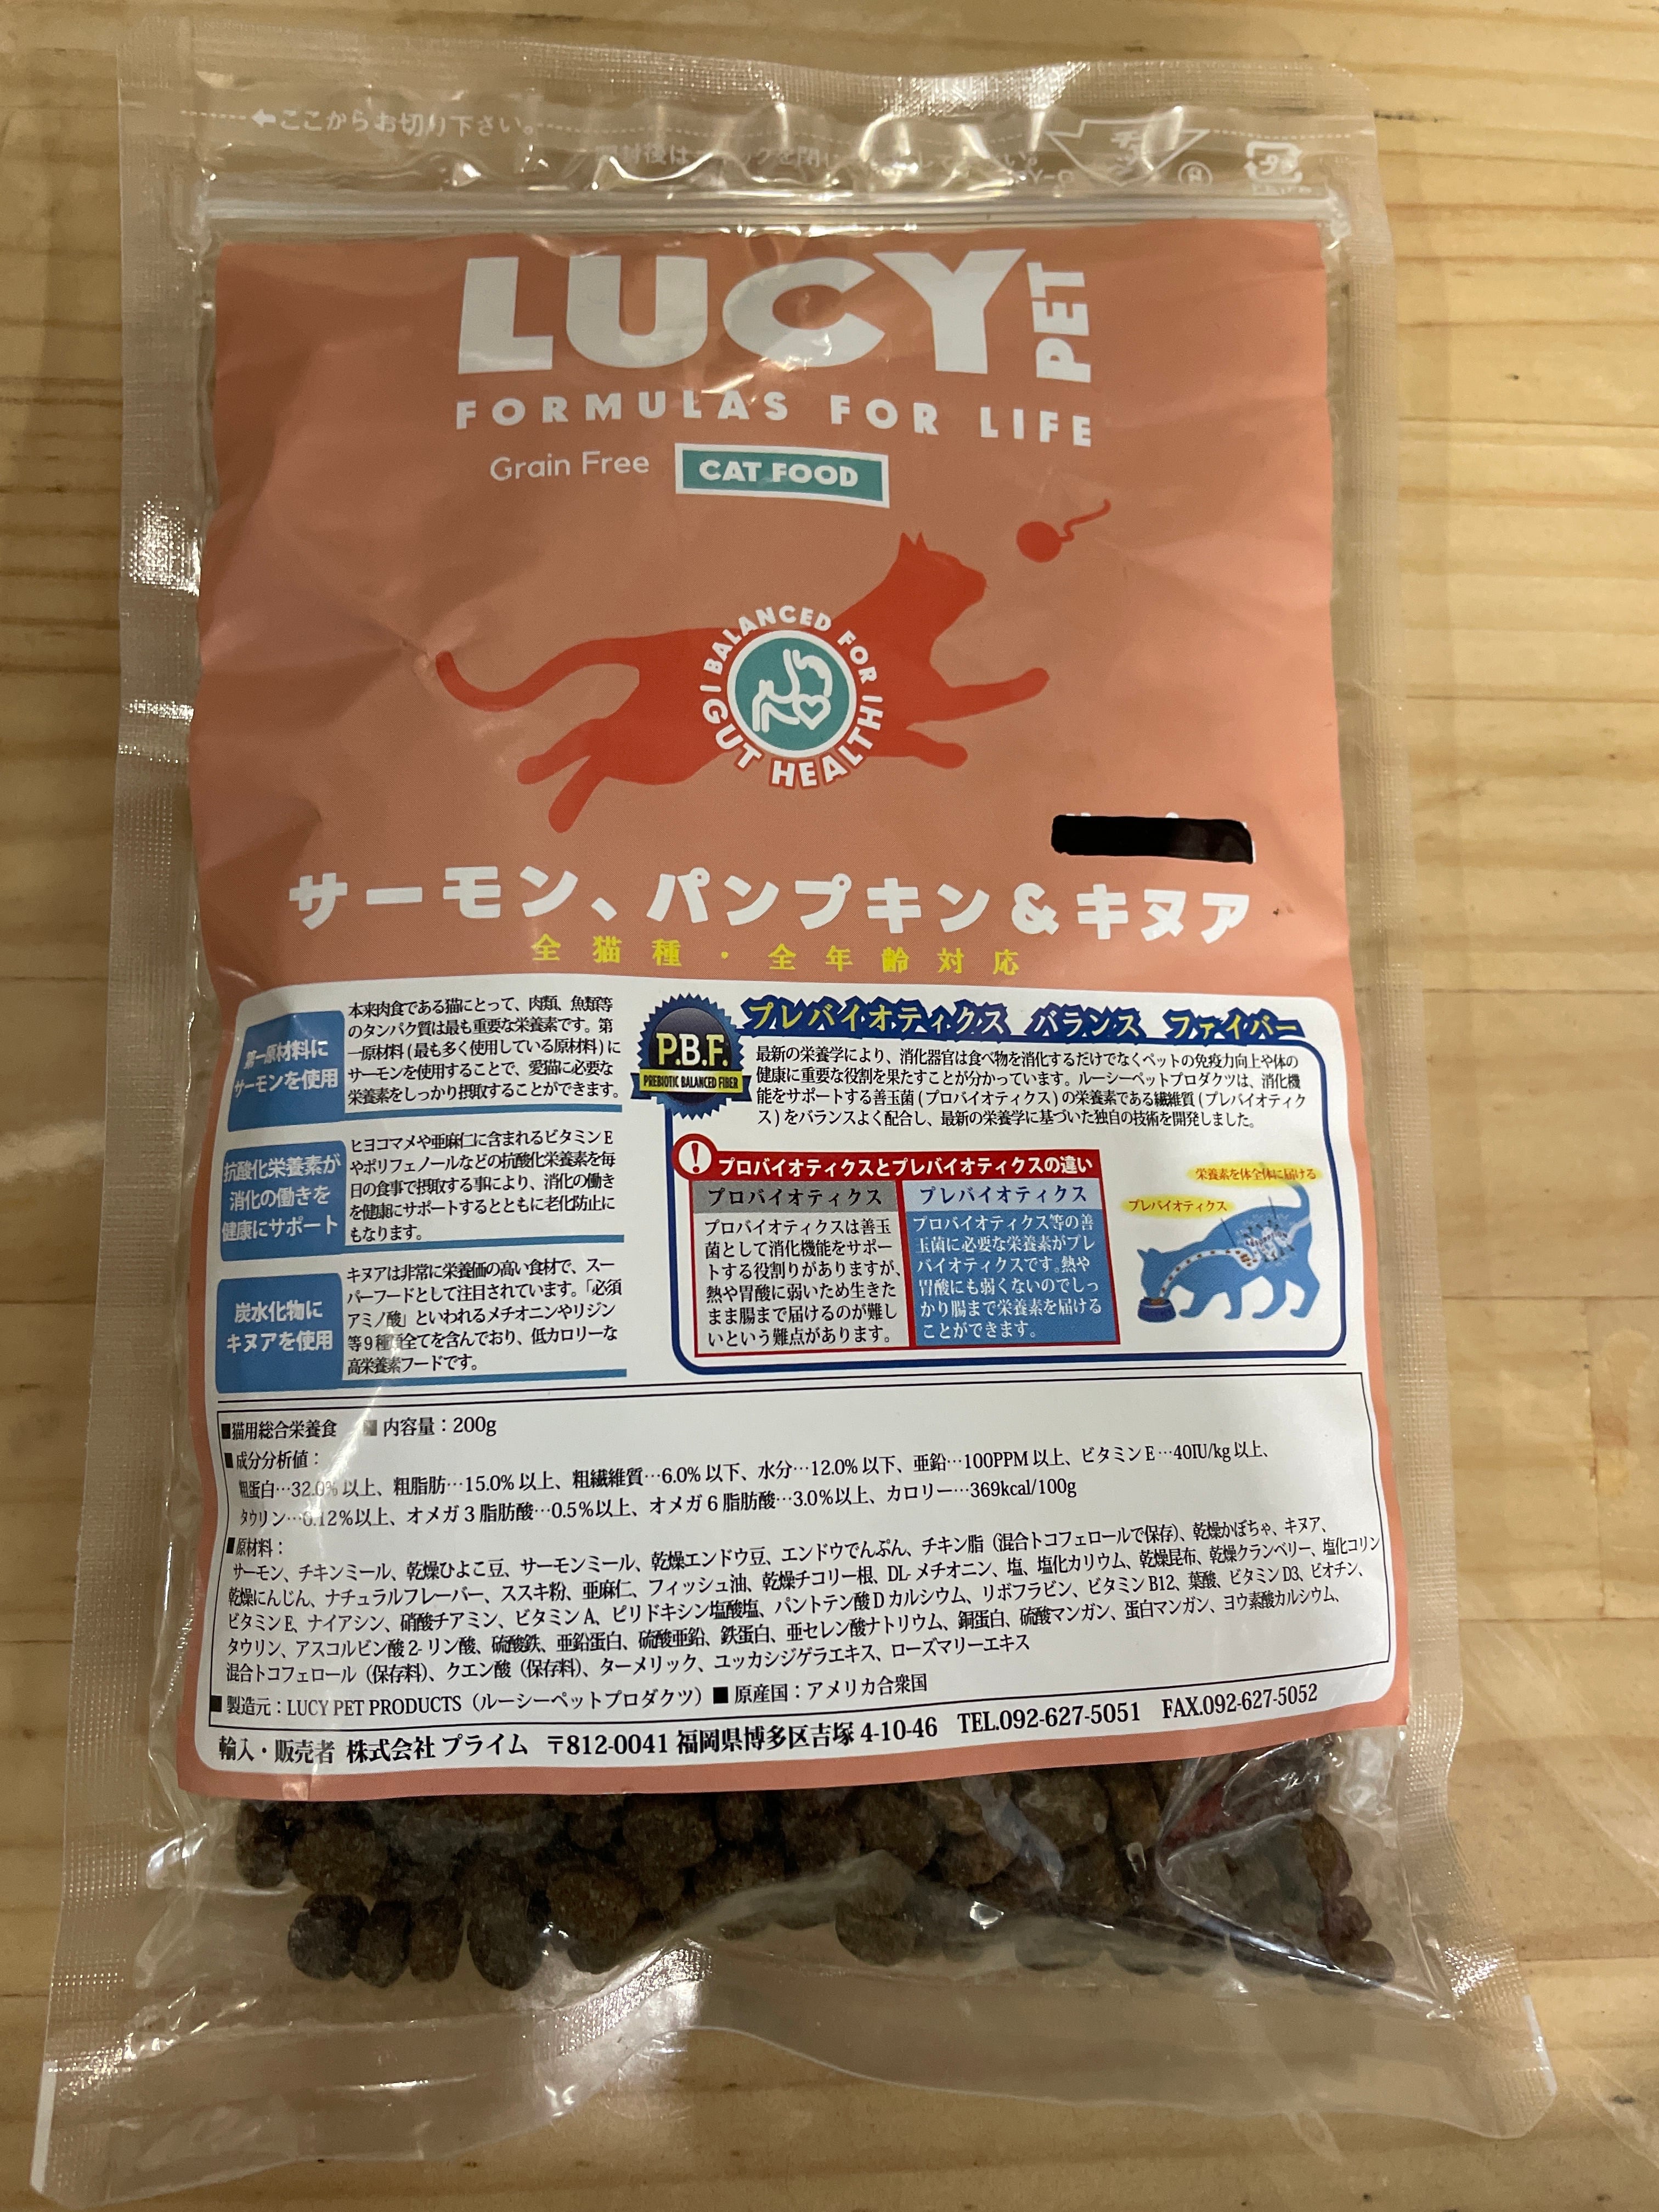 ←ここからお切り下さい。
LUCY
PET
FORMULAS FOR LIFE
Grain Free
CAT FOOD
BALANCED FOR
GUT HEALTH
サーモン、パンプキン&キヌア
全猫種・全年齢対応
第一原材料に
サーモンを使用
本来肉食である猫にとって、肉類、魚類等
のタンパク質は最も重要な栄養素です。第
一原材料(最も多く使用している原材料)に
サーモンを使用することで、愛猫に必要な
栄養素をしっかり摂取することができます。
抗酸化栄養素が
消化の働きを
健康にサポート
ヒヨコマメや亜麻仁に含まれるビタミンE
やポリフェノールなどの抗酸化栄養素を毎
日の食事で摂取する事により、消化の働き
を健康にサポートするとともに老化防止に
もなります。
炭水化物に
キヌアを使用
キヌアは非常に栄養価の高い食材で、スー
パーフードとして注目されています。「必須
アミノ酸」といわれるメチオニンやリジン
等9種類全てを含んでおり、低カロリーな
高栄養素フードです。
P.B.F.
PREBIOTIC BALANCED FIBER
プレバイオティクス バランス ファイバー
最新の栄養学により、消化器官は食べ物を消化するだけでなくペットの免疫力向上や体の
健康に重要な役割を果たすことが分かっています。ルーシーペットプロダクツは、消化機
能をサポートする善玉菌(プロバイオティクス)の栄養素である繊維質(プレバイオティク
ス)をバランスよく配合し、最新の栄養学に基づいた独自の技術を開発しました。
! プロバイオティクスとプレバイオティクスの違い
プロバイオティクス
プロバイオティクスは善玉
菌として消化機能をサポー
トする役割りがありますが、
熱や胃酸に弱いため生きた
まま腸まで届けるのが難し
いという難点があります。
プレバイオティクス
プロバイオティクス等の善
玉菌に必要な栄養素がプレ
バイオティクスです。熱や
胃酸にも弱くないのでしっ
かり腸まで栄養素を届ける
ことができます。
栄養素を体全体に届ける
プレバイオティクス
■猫用総合栄養食 ■内容量：200g
■成分分析値：
粗蛋白…32.0%以上、粗脂肪…15.0%以上、粗繊維質…6.0%以下、水分…12.0%以下、亜鉛…100PPM以上、ビタミンE…40IU/kg以上、
タウリン…0.12%以上、オメガ3脂肪酸…0.5%以上、オメガ6脂肪酸…3.0%以上、カロリー…369kcal/100g
■原材料：
サーモン、チキンミール、乾燥ひよこ豆、サーモンミール、乾燥エンドウ豆、エンドウでんぷん、チキン脂（混合トコフェロールで保存）、乾燥かぼちゃ、キヌア、
乾燥にんじん、ナチュラルフレーバー、ススキ粉、亜麻仁、フィッシュ油、乾燥チコリー根、DL-メチオニン、塩、塩化カリウム、乾燥昆布、乾燥クランベリー、塩化コリン
ビタミンE、ナイアシン、硝酸チアミン、ビタミンA、ピリドキシン塩酸塩、パントテン酸Dカルシウム、リボフラビン、ビタミンB12、葉酸、ビタミンD3、ビオチン、
タウリン、アスコルビン酸2-リン酸、硫酸鉄、亜鉛蛋白、硫酸亜鉛、鉄蛋白、亜セレン酸ナトリウム、銅蛋白、硫酸マンガン、蛋白マンガン、ヨウ素酸カルシウム、
混合トコフェロール（保存料）、クエン酸（保存料）、ターメリック、ユッカシジゲラエキス、ローズマリーエキス
■製造元：LUCY PET PRODUCTS（ルーシーペットプロダクツ）■原産国：アメリカ合衆国
輸入・販売者 株式会社 プライム 〒812-0041 福岡県博多区吉塚 4-10-46 TEL.092-627-5051 FAX.092-627-5052